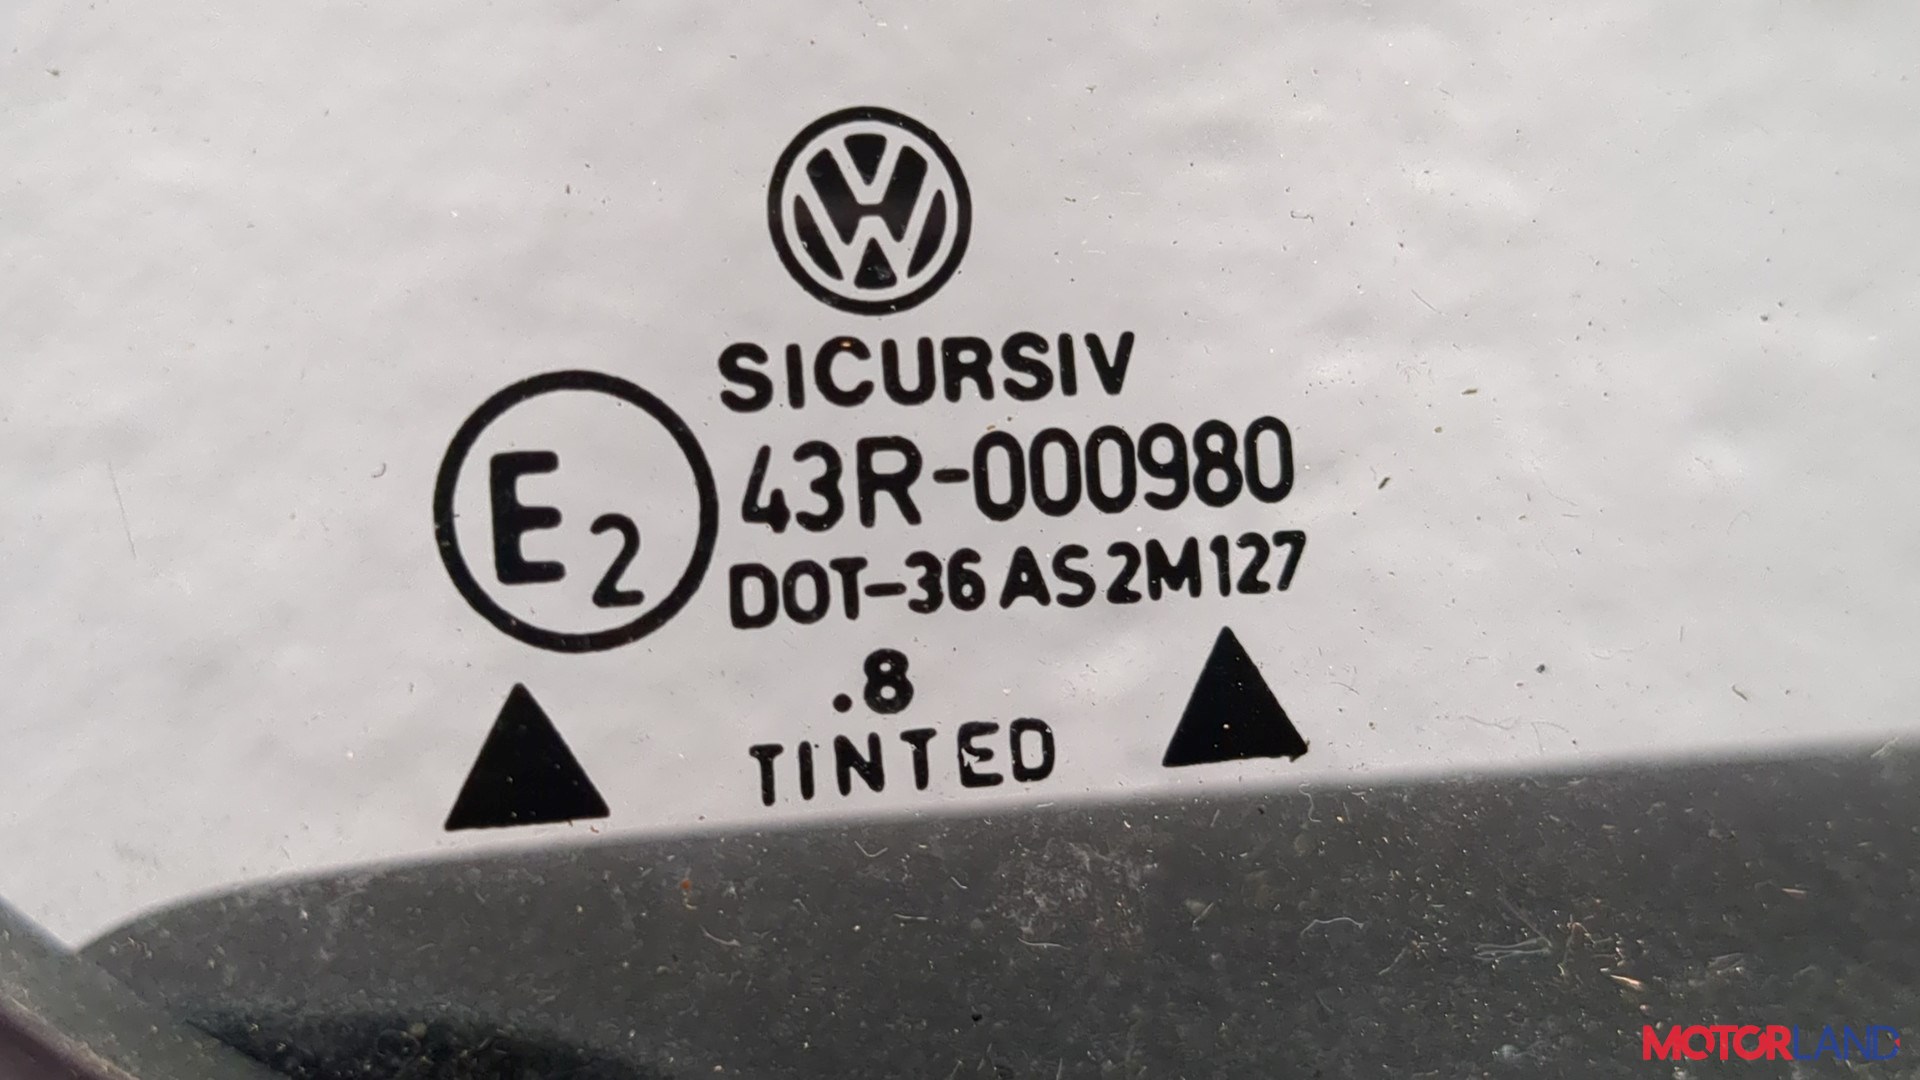 SICURSIV
E2
43R-000980
DOT-36 AS2M127
.8
TINTED
MOTORLAND